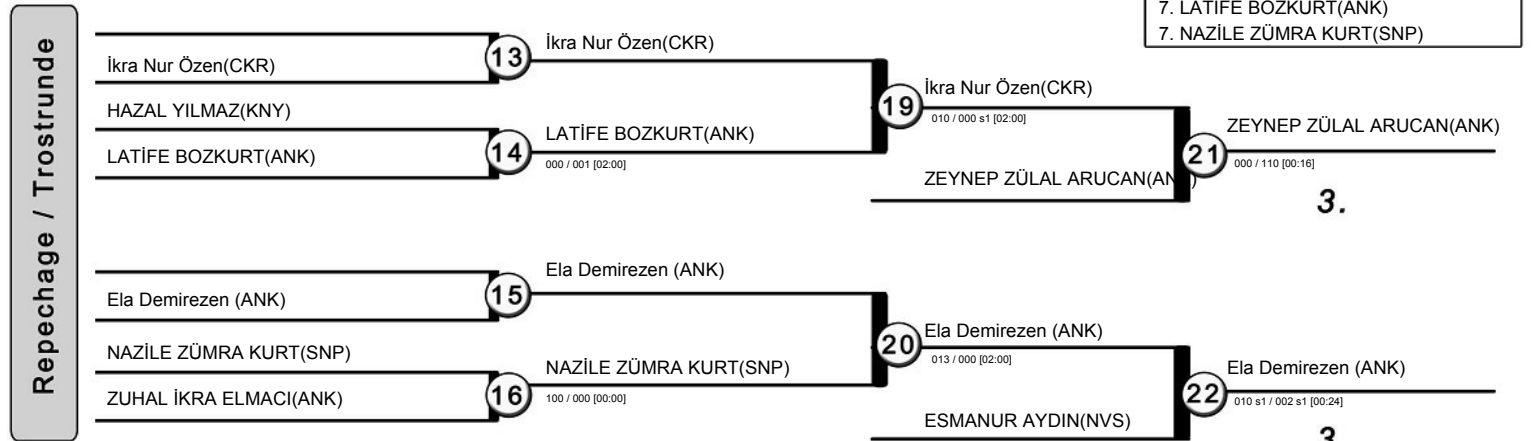 7. LATİFE BOZKURT(ANK)
7. NAZİLE ZÜMRA KURT(SNP)
Repechage / Trostrunde
İkra Nur Özen(CKR)
13
İkra Nur Özen(CKR)
HAZAL YILMAZ(KNY)
LATİFE BOZKURT(ANK)
14
LATİFE BOZKURT(ANK)
000 / 001 [02:00]
19
İkra Nur Özen(CKR)
010 / 000 s1 [02:00]
ZEYNEP ZÜLAL ARUCAN(ANK)
21
ZEYNEP ZÜLAL ARUCAN(ANK)
000 / 110 [00:16]
3.
Ela Demirezen (ANK)
15
Ela Demirezen (ANK)
NAZİLE ZÜMRA KURT(SNP)
ZUHAL İKRA ELMACI(ANK)
16
NAZİLE ZÜMRA KURT(SNP)
100 / 000 [00:00]
20
Ela Demirezen (ANK)
013 / 000 [02:00]
ESMANUR AYDIN(NVS)
22
Ela Demirezen (ANK)
010 s1 / 002 s1 [00:24]
3.